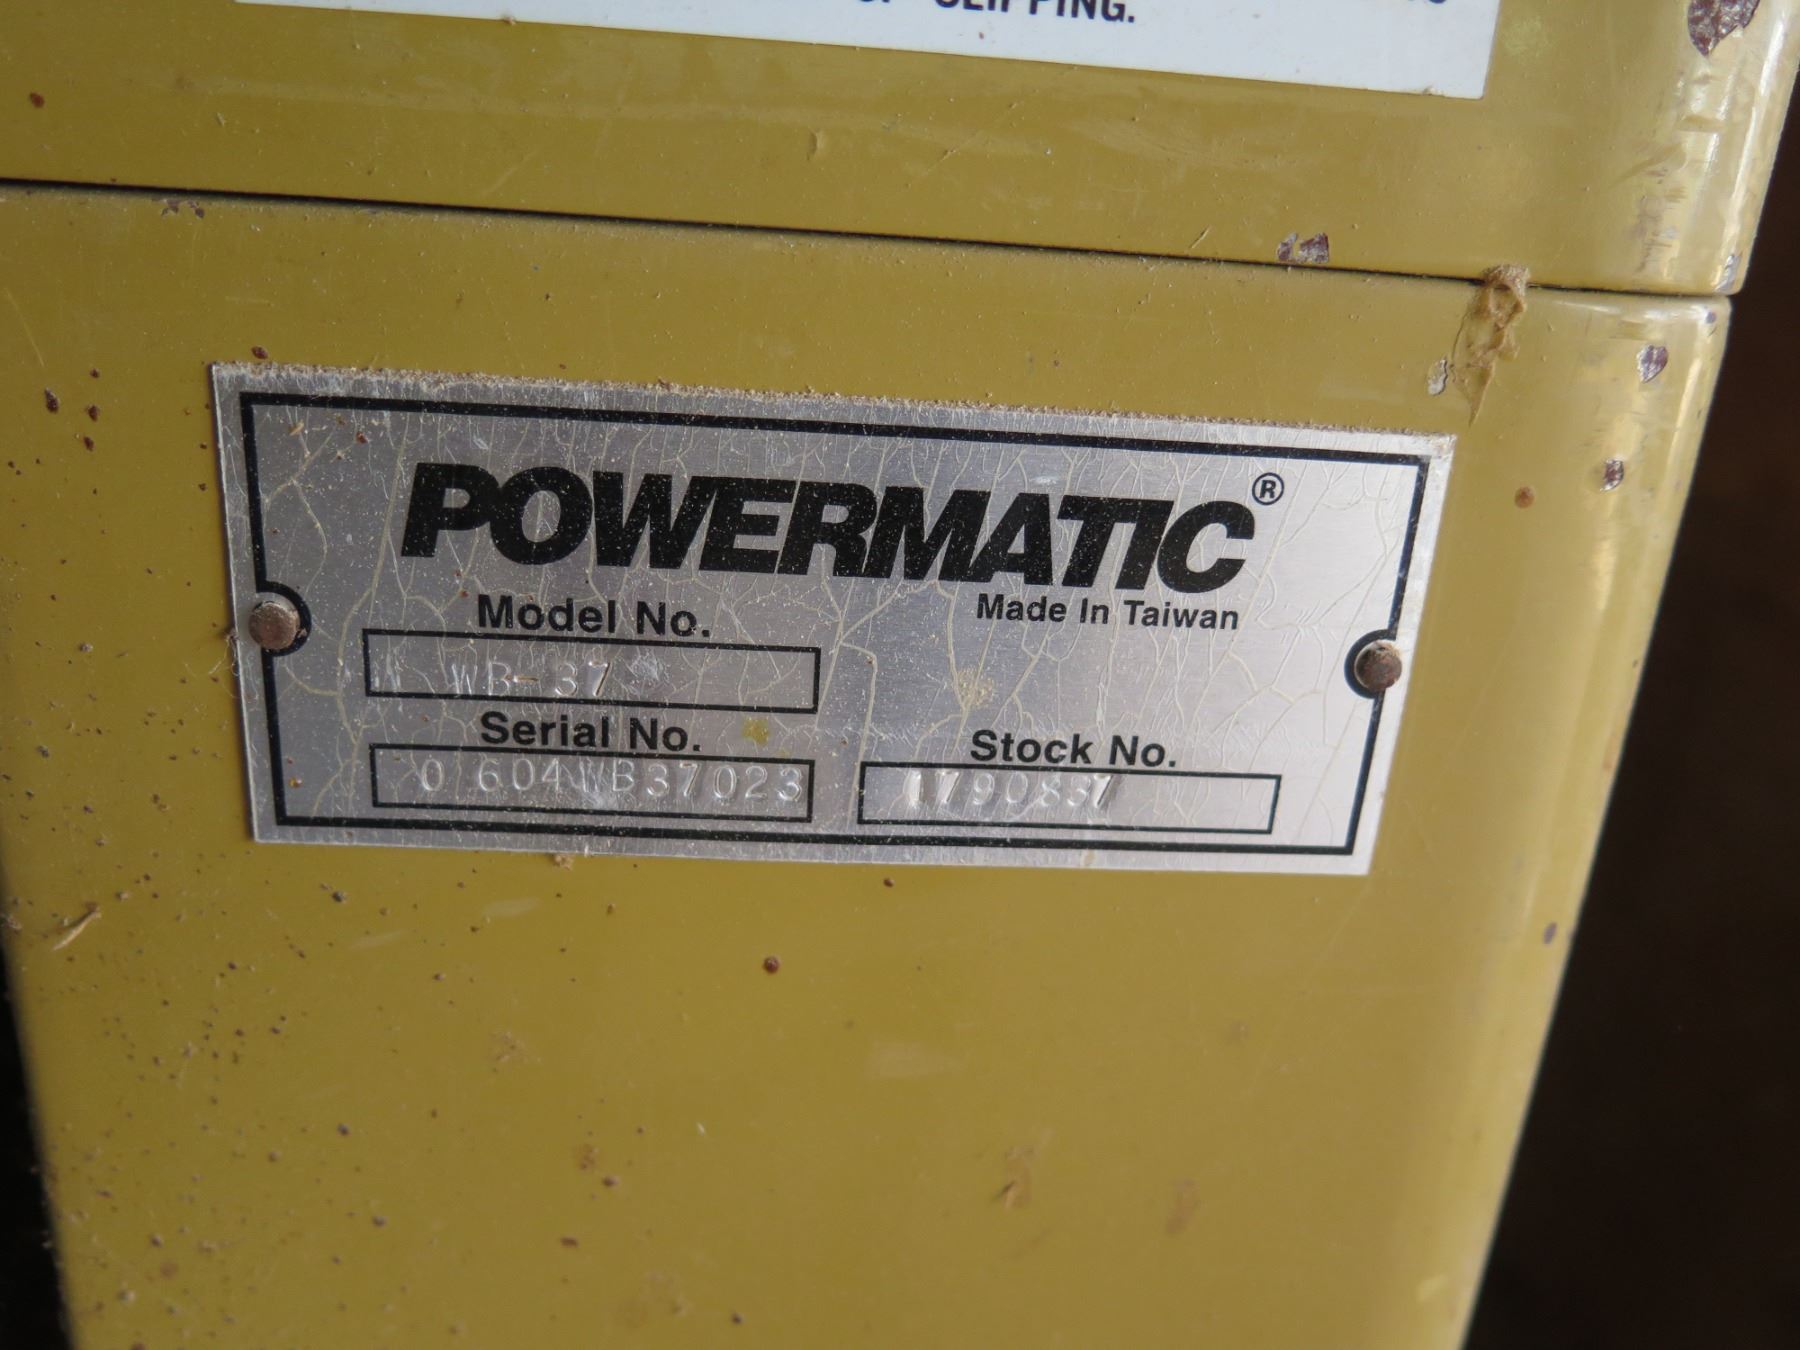 SLIPPING.
POWERMATIC®
Made In Taiwan
Model No.
WB-37
Serial No.
0604WB37023
Stock No.
1790837